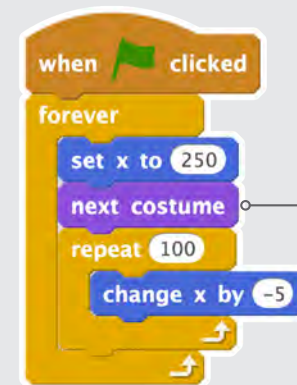 when clicked
forever
set x to 250
next costume
repeat 100
change x by -5